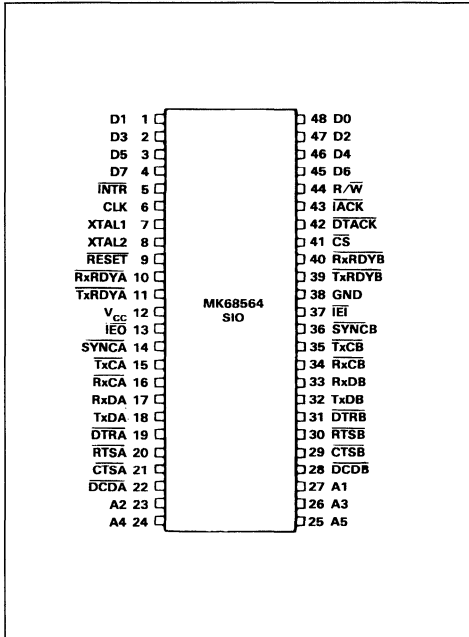 D1 1 48 D0
D3 2 47 D2
D5 3 46 D4
D7 4 45 D6
INTR 5 44 R/W
CLK 6 43 IACK
XTAL1 7 42 DTACK
XTAL2 8 41 CS
RESET 9 40 RxRDYB
RxRDYA 10 39 TxRDYB
TxRDYA 11 38 GND
MK68564
SIO
VCC 12 37 IEI
IEO 13 36 SYNCB
SYNCA 14 35 TxCB
TxCA 15 34 RxCB
RxCA 16 33 RxDB
RxDA 17 32 TxDB
TxDA 18 31 DTRB
DTRA 19 30 RTSB
RTSA 20 29 CTSB
CTSA 21 28 DCDB
DCDA 22 27 A1
A2 23 26 A3
A4 24 25 A5